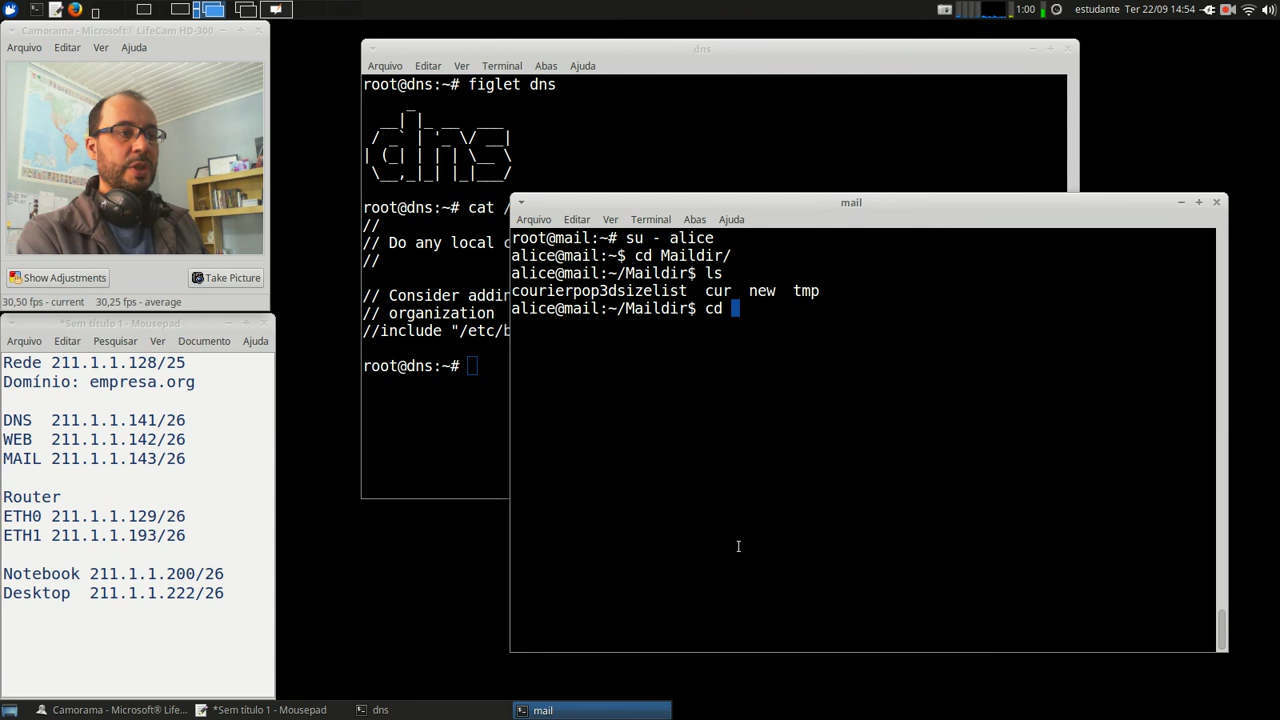 estudante Ter 22/09 14:54
1:00
Camorama - Microsoft® LifeCam HD-300
Arquivo Editar Ver Ajuda
Show Adjustments
Take Picture
30,50 fps - current 30,25 fps - average
*Sem título 1 - Mousepad
Arquivo Editar Pesquisar Ver Documento Ajuda
Rede 211.1.1.128/25
Domínio: empresa.org
DNS 211.1.1.141/26
WEB 211.1.1.142/26
MAIL 211.1.1.143/26
Router
ETH0 211.1.1.129/26
ETH1 211.1.1.193/26
Notebook 211.1.1.200/26
Desktop 211.1.1.222/26
dns
Arquivo Editar Ver Terminal Abas Ajuda
root@dns:~# figlet dns
dns
root@dns:~# cat /
//
// Do any local c
//
// Consider addin
// organization
//include "/etc/b
root@dns:~#
mail
Arquivo Editar Ver Terminal Abas Ajuda
root@mail:~# su - alice
alice@mail:~$ cd Maildir/
alice@mail:~/Maildir$ ls
courierpop3dsizelist cur new tmp
alice@mail:~/Maildir$ cd
Camorama - Microsoft® Life...
*Sem título 1 - Mousepad
dns
mail